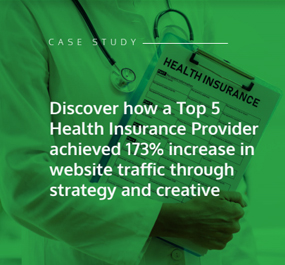 CASE STUDY
HEALTH INSURANCE
Discover how a Top 5
Health Insurance Provider
achieved 173% increase in
website traffic through
strategy and creative